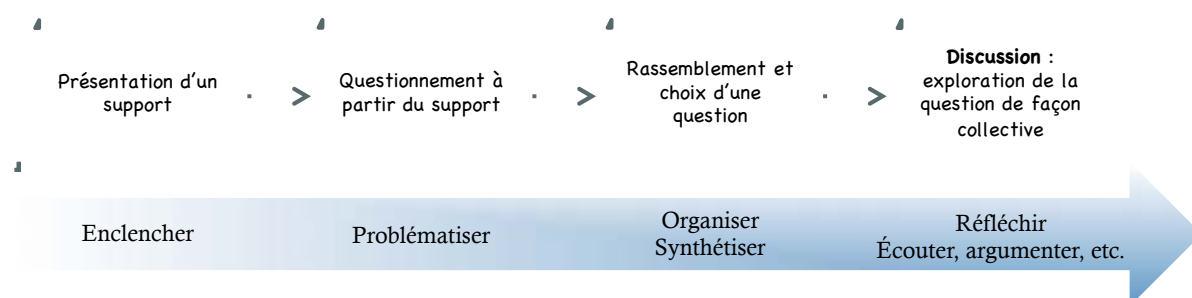 Présentation d'un
support
>
Questionnement à
partir du support
>
Rassemblement et
choix d'une
question
>
Discussion :
exploration de la
question de façon
collective
Enclencher
Problématiser
Organiser
Synthétiser
Réfléchir
Écouter, argumenter, etc.